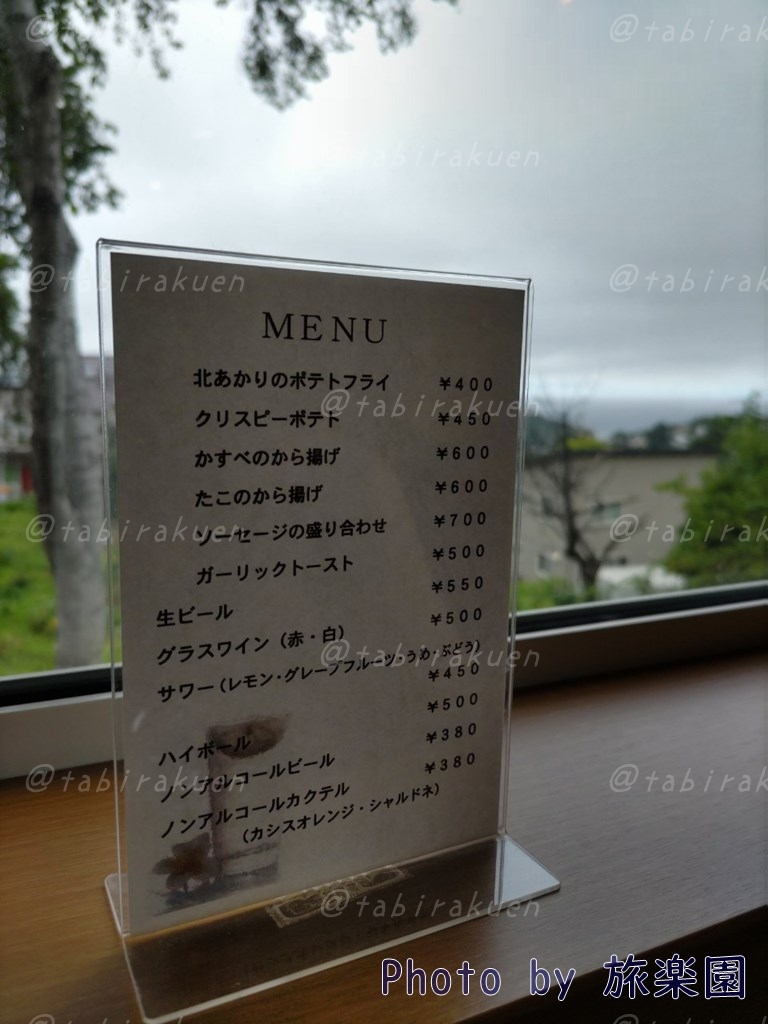 MENU
北あかりのポテトフライ ¥400
クリスピーポテト ¥450
かすべのから揚げ ¥600
たこのから揚げ ¥600
ソーセージの盛り合わせ ¥700
ガーリックトースト ¥500
生ビール ¥550
グラスワイン（赤・白） ¥500
サワー（レモン・グレープフルーツ・うめ・ぶどう）
¥450
ハイボール ¥500
ノンアルコールビール ¥380
ノンアルコールカクテル ¥380
（カシスオレンジ・シャルドネ）
@tabirakuen
Photo by 旅楽園